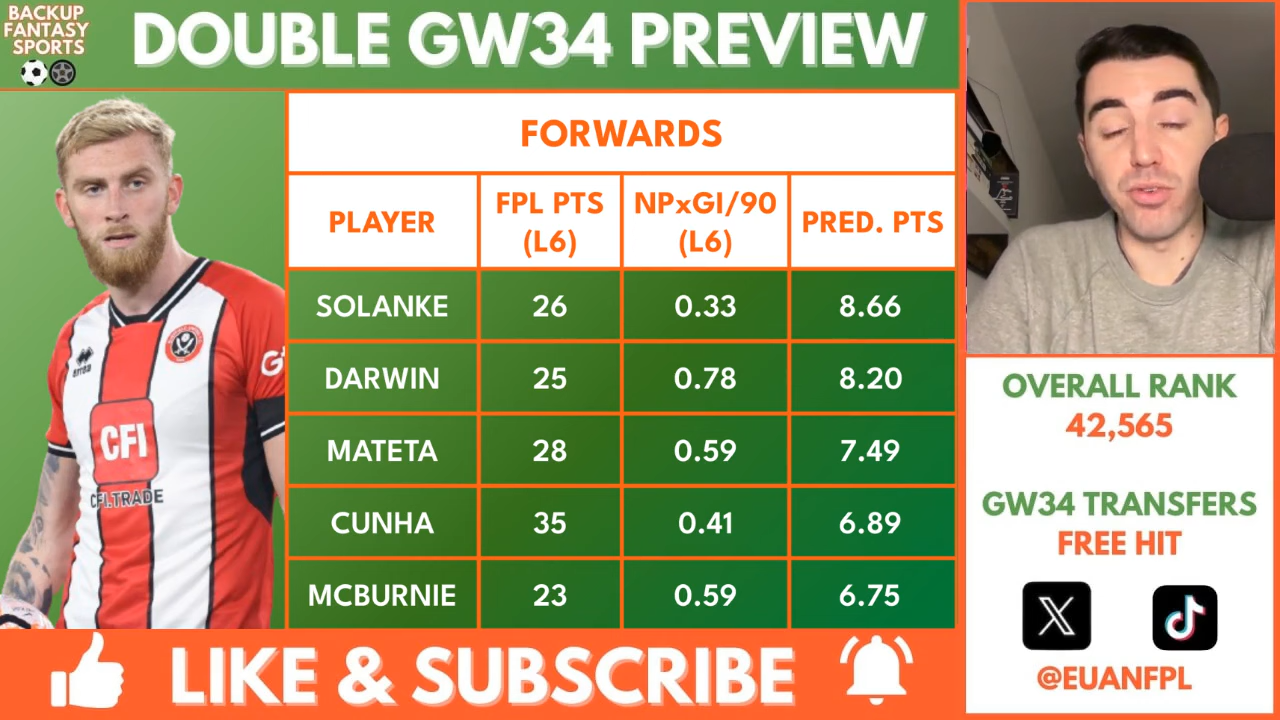 BACKUP
FANTASY
SPORTS
DOUBLE GW34 PREVIEW
FORWARDS
PLAYER
FPL PTS
(L6)
NPxGI/90
(L6)
PRED. PTS
SOLANKE 26 0.33 8.66
DARWIN 25 0.78 8.20
MATETA 28 0.59 7.49
CUNHA 35 0.41 6.89
MCBURNIE 23 0.59 6.75
CFI
CFI.TRADE
LIKE & SUBSCRIBE
OVERALL RANK
42,565
GW34 TRANSFERS
FREE HIT
@EUANFPL